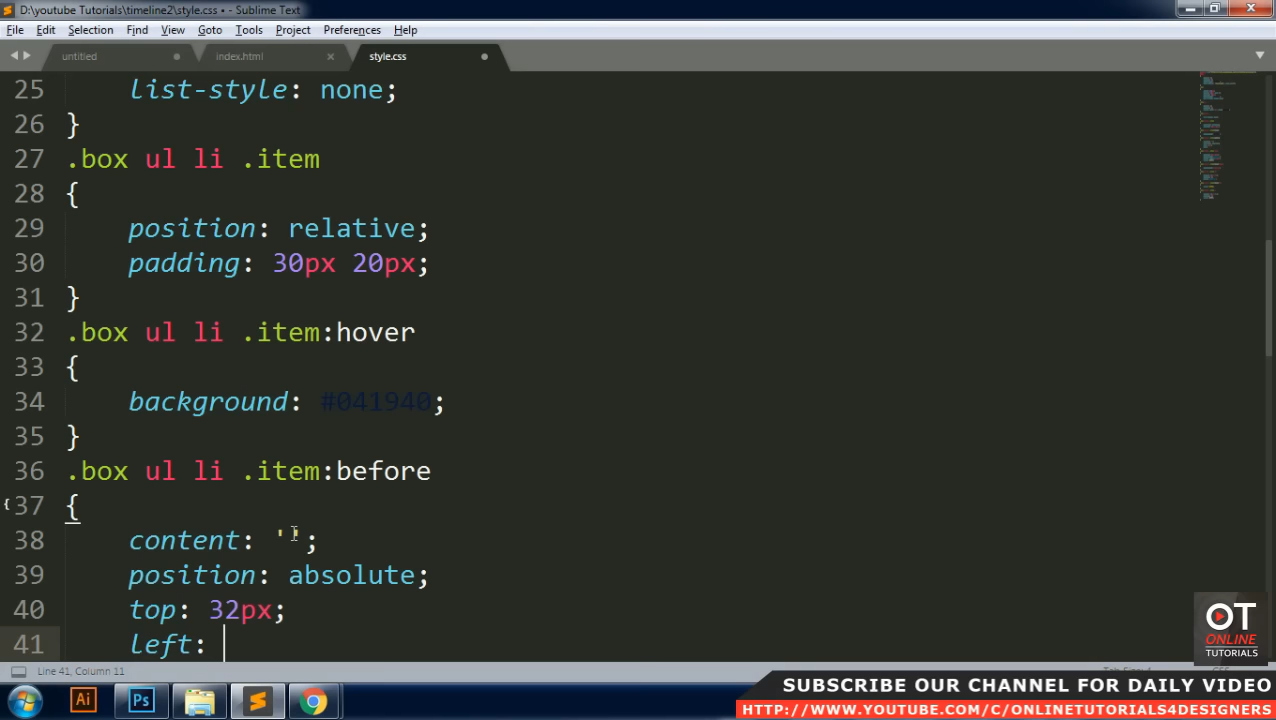 D:\youtube Tutorials\timeline2\style.css • - Sublime Text
File Edit Selection Find View Goto Tools Project Preferences Help
untitled index.html style.css
25 list-style: none;
26 }
27 .box ul li .item
28 {
29 position: relative;
30 padding: 30px 20px;
31 }
32 .box ul li .item:hover
33 {
34 background: #041940;
35 }
36 .box ul li .item:before
37 {
38 content: '';
39 position: absolute;
40 top: 32px;
41 left:
OT
ONLINE
TUTORIALS
Line 41, Column 11
Ai Ps
SUBSCRIBE OUR CHANNEL FOR DAILY VIDEO
HTTP://WWW.YOUTUBE.COM/C/ONLINETUTORIALS4DESIGNERS